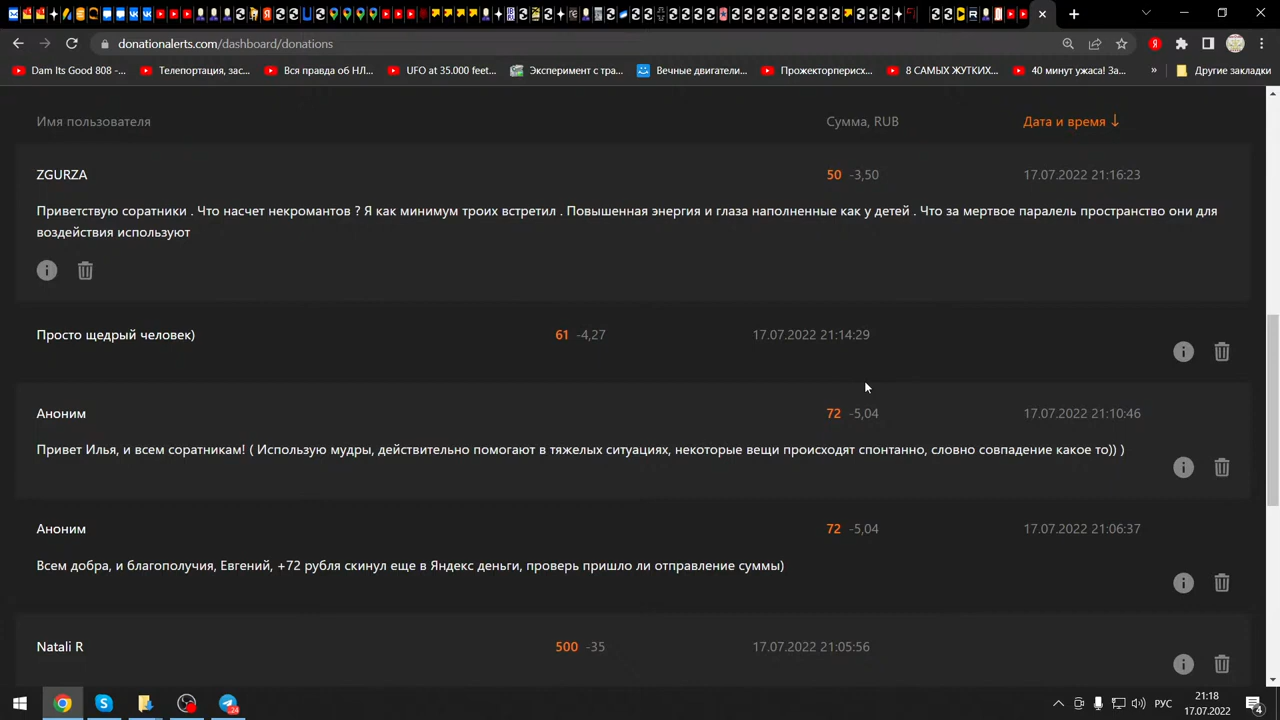 donationalerts.com/dashboard/donations
Dam Its Good 808 -...
Телепортация, зас...
Вся правда об НЛ...
UFO at 35.000 feet...
Эксперимент с тра...
Вечные двигатели...
Прожекторперисх...
8 САМЫХ ЖУТКИХ...
40 минут ужаса! За...
»
Другие закладки
Имя пользователя
Сумма, RUB
Дата и время ↓
ZGURZA
50 -3,50
17.07.2022 21:16:23
Приветствую соратники . Что насчет некромантов ? Я как минимум троих встретил . Повышенная энергия и глаза наполненные как у детей . Что за мертвое паралель пространство они для
воздействия используют
Просто щедрый человек)
61 -4,27
17.07.2022 21:14:29
Аноним
72 -5,04
17.07.2022 21:10:46
Привет Илья, и всем соратникам! ( Использую мудры, действительно помогают в тяжелых ситуациях, некоторые вещи происходят спонтанно, словно совпадение какое то)) )
Аноним
72 -5,04
17.07.2022 21:06:37
Всем добра, и благополучия, Евгений, +72 рубля скинул еще в Яндекс деньги, проверь пришло ли отправление суммы)
Natali R
500 -35
17.07.2022 21:05:56
24
РУС
21:18
17.07.2022
4